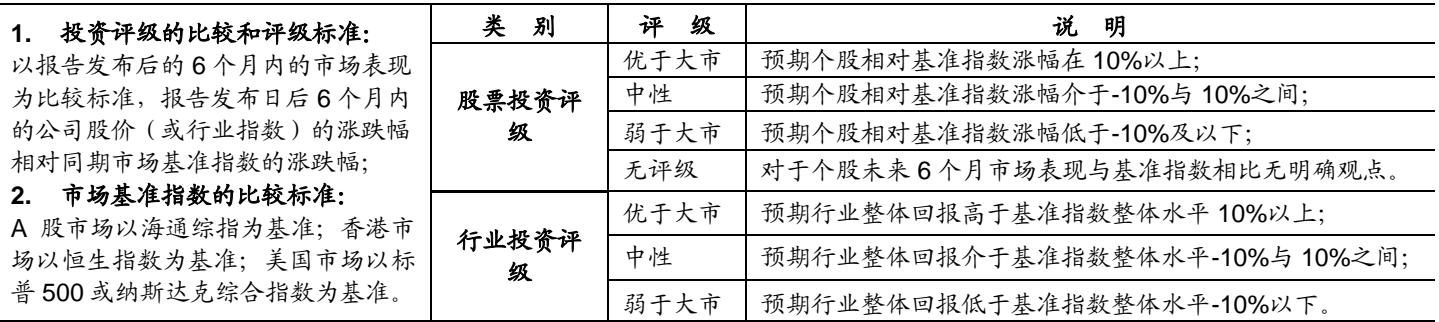 1. 投资评级的比较和评级标准：
以报告发布后的 6 个月内的市场表现
为比较标准，报告发布日后 6 个月内
的公司股价（或行业指数）的涨跌幅
相对同期市场基准指数的涨跌幅；
2. 市场基准指数的比较标准：
A 股市场以海通综指为基准；香港市
场以恒生指数为基准；美国市场以标
普 500 或纳斯达克综合指数为基准。
类 别 评 级 说 明
股票投资评
级
优于大市 预期个股相对基准指数涨幅在 10%以上；
中性 预期个股相对基准指数涨幅介于-10%与 10%之间；
弱于大市 预期个股相对基准指数涨幅低于-10%及以下；
无评级 对于个股未来 6 个月市场表现与基准指数相比无明确观点。
行业投资评
级
优于大市 预期行业整体回报高于基准指数整体水平 10%以上；
中性 预期行业整体回报介于基准指数整体水平-10%与 10%之间；
弱于大市 预期行业整体回报低于基准指数整体水平-10%以下。